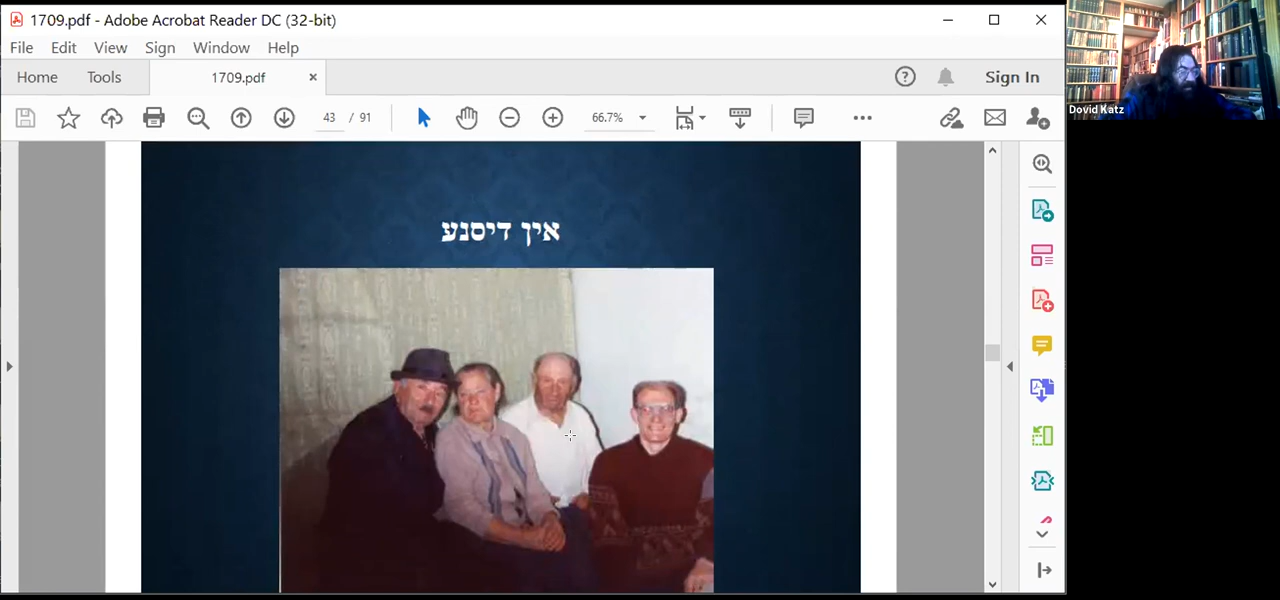 1709.pdf - Adobe Acrobat Reader DC (32-bit)
File Edit View Sign Window Help
Home Tools 1709.pdf Sign In
43 / 91 66.7%
Dovid Katz
אין דיסנע